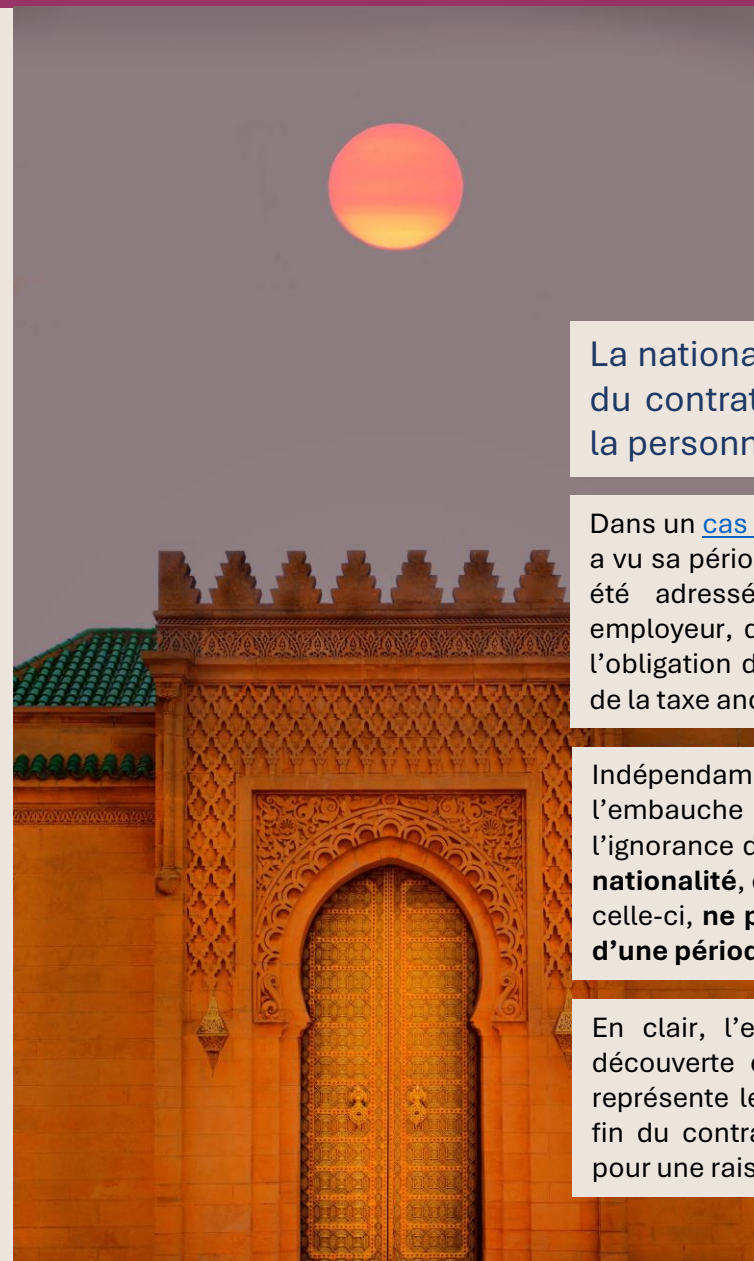 La nationa
du contrat
la personn
Dans un cas
a vu sa pério
été adressé
employeur, d
l’obligation d
de la taxe anc
Indépendam
l’embauche
l’ignorance d
nationalité,
celle-ci, ne p
d’une périod
En clair, l’e
découverte
représente le
fin du contra
pour une rais